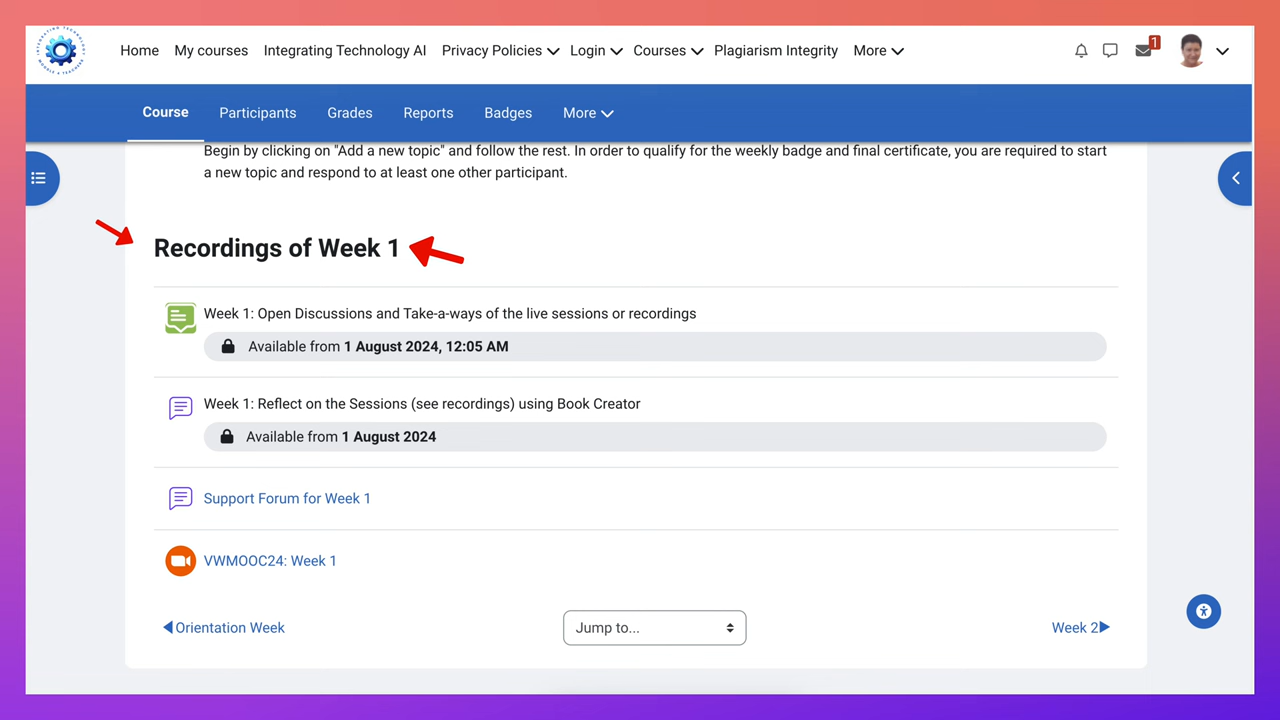 INTEGRATING TECHNOLOGY
MOODLE 4 TEACHERS
Home My courses Integrating Technology AI Privacy Policies Login Courses Plagiarism Integrity More
1
Course Participants Grades Reports Badges More
Begin by clicking on "Add a new topic" and follow the rest. In order to qualify for the weekly badge and final certificate, you are required to start
a new topic and respond to at least one other participant.
Recordings of Week 1
Week 1: Open Discussions and Take-a-ways of the live sessions or recordings
Available from 1 August 2024, 12:05 AM
Week 1: Reflect on the Sessions (see recordings) using Book Creator
Available from 1 August 2024
Support Forum for Week 1
VWMOOC24: Week 1
Orientation Week Jump to... Week 2